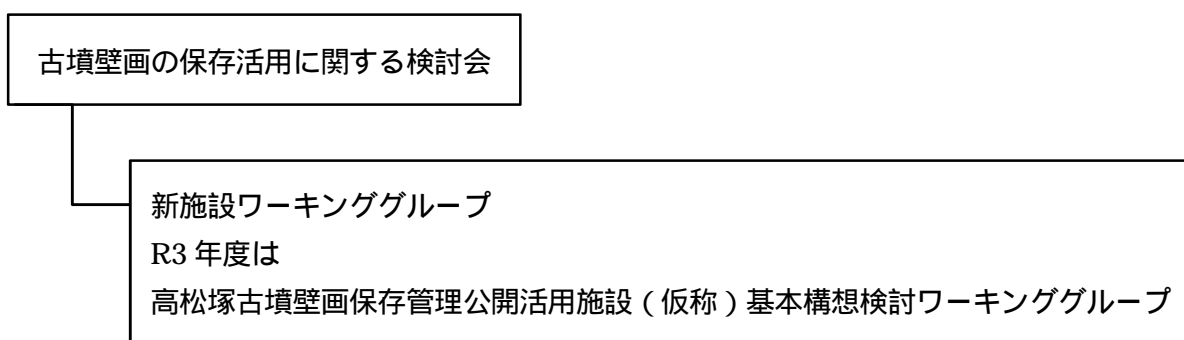 古墳壁画の保存活用に関する検討会
新施設ワーキンググループ
R3 年度は
高松塚古墳壁画保存管理公開活用施設（仮称）基本構想検討ワーキンググループ